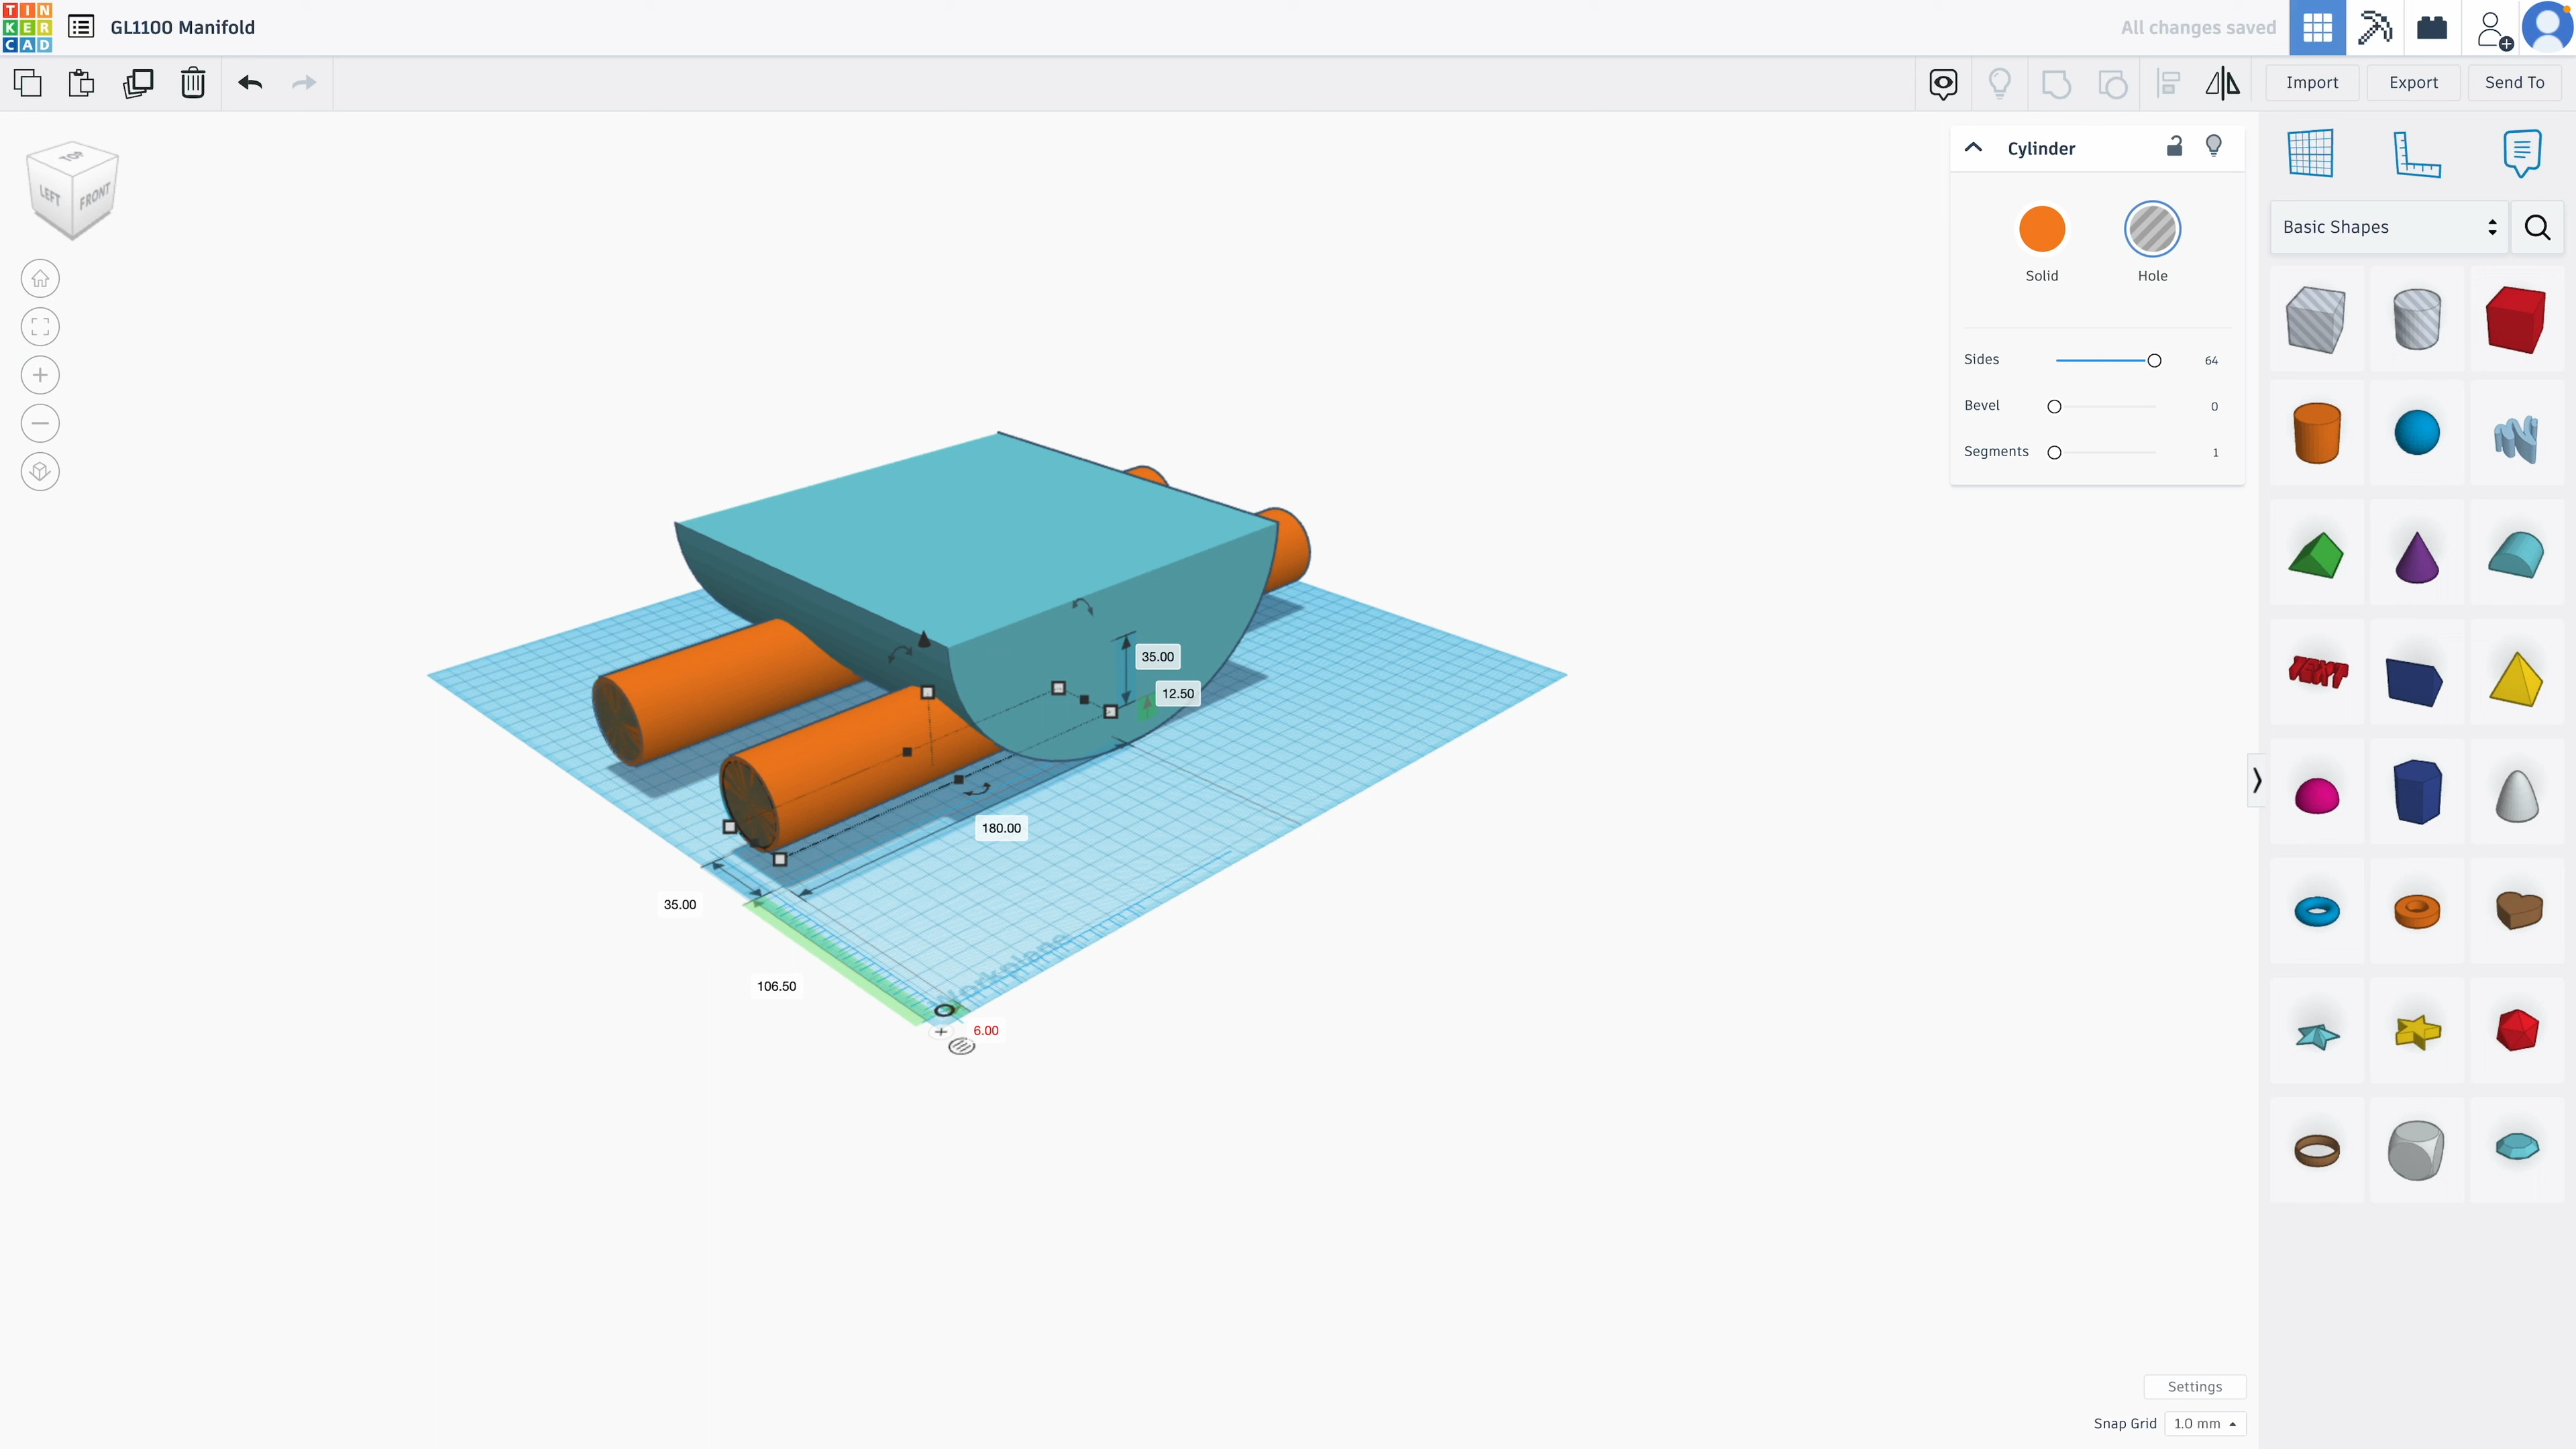 TIN
KER
CAD
GL1100 Manifold
All changes saved
Import
Export
Send To
TOP
LEFT
FRONT
Cylinder
Solid
Hole
Sides
64
Bevel
0
Segments
1
Basic Shapes
TEXT
35.00
12.50
180.00
35.00
106.50
6.00
Workplane
Settings
Snap Grid
1.0 mm